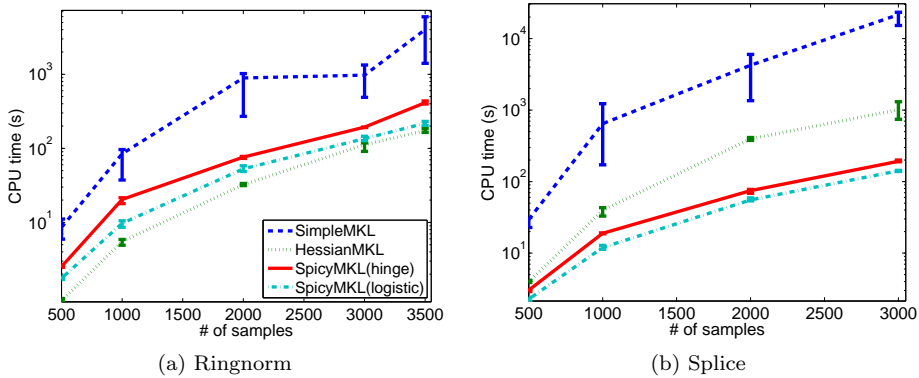 CPU time (s)
10^3
10^2
10^1
SimpleMKL
HessianMKL
SpicyMKL(hinge)
SpicyMKL(logistic)
500 1000 1500 2000 2500 3000 3500
# of samples
(a) Ringnorm
CPU time (s)
10^4
10^3
10^2
10^1
500 1000 1500 2000 2500 3000
# of samples
(b) Splice